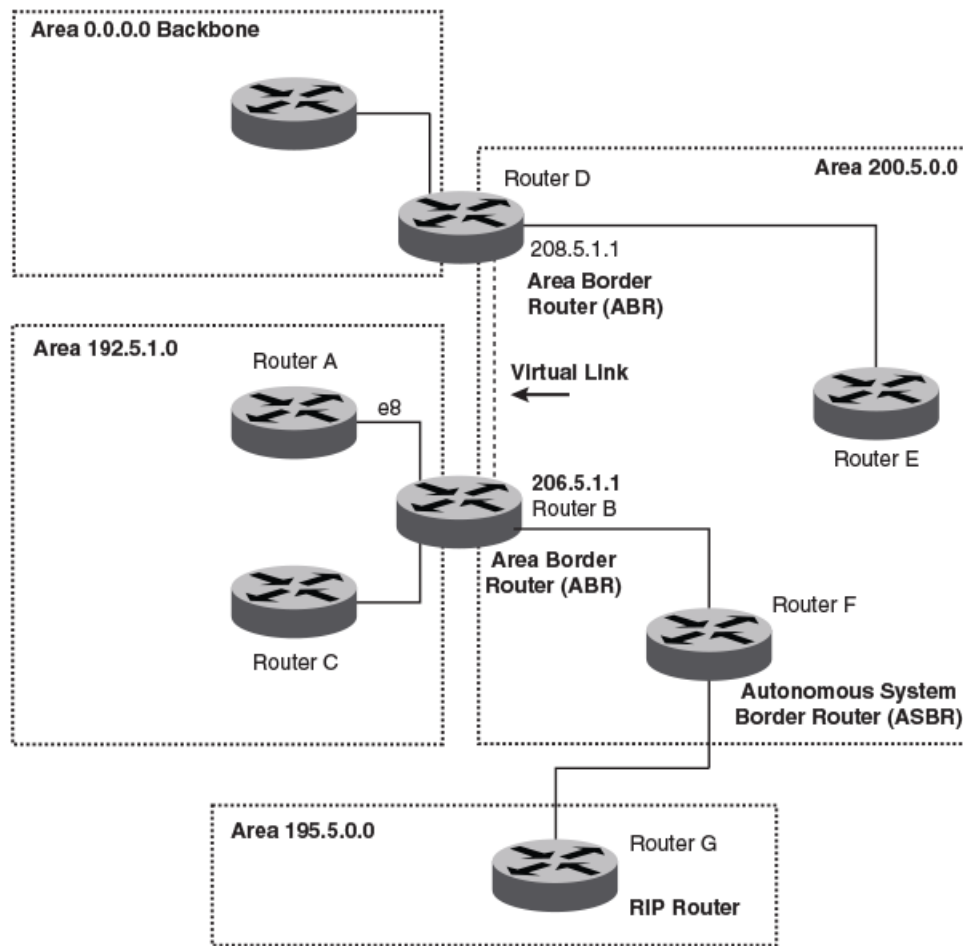 Area 0.0.0.0 Backbone
Router D
Area 200.5.0.0
208.5.1.1
Area Border
Router (ABR)
Area 192.5.1.0
Router A
e8
Virtual Link
Router E
206.5.1.1
Router B
Area Border
Router (ABR)
Router C
Router F
Autonomous System
Border Router (ASBR)
Area 195.5.0.0
Router G
RIP Router